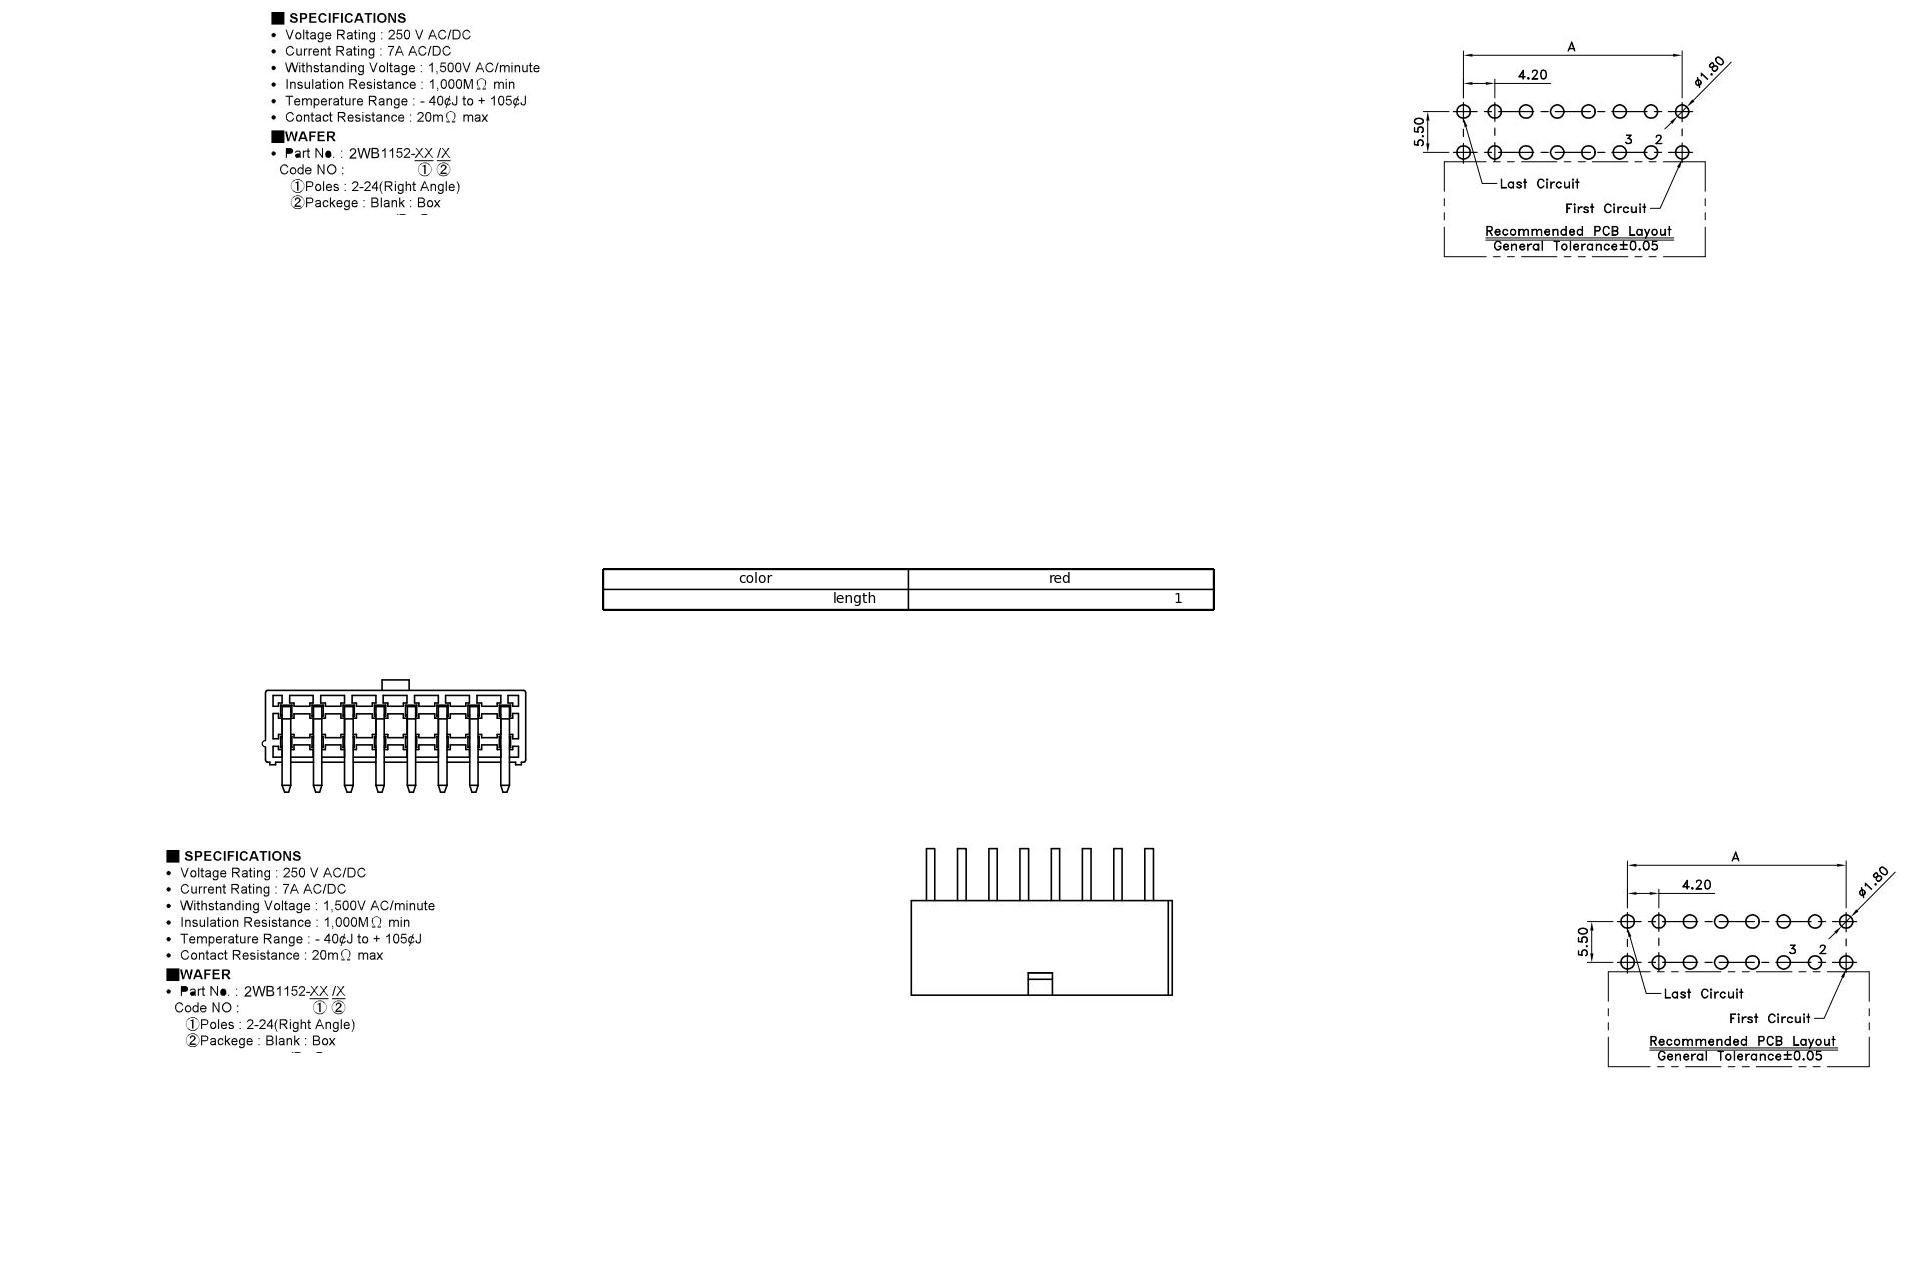 ■ SPECIFICATIONS
• Voltage Rating : 250 V AC/DC
• Current Rating : 7A AC/DC
• Withstanding Voltage : 1,500V AC/minute
• Insulation Resistance : 1,000MΩ min
• Temperature Range : - 40¢J to + 105¢J
• Contact Resistance : 20mΩ max
■WAFER
• Part No. : 2WB1152-XX /X
Code NO : ① ②
①Poles : 2-24(Right Angle)
②Packege : Blank : Box
A
4.20
ø1.80
5.50
3 2
Last Circuit
First Circuit
Recommended PCB Layout
General Tolerance±0.05
color red
length 1
■ SPECIFICATIONS
• Voltage Rating : 250 V AC/DC
• Current Rating : 7A AC/DC
• Withstanding Voltage : 1,500V AC/minute
• Insulation Resistance : 1,000MΩ min
• Temperature Range : - 40¢J to + 105¢J
• Contact Resistance : 20mΩ max
■WAFER
• Part No. : 2WB1152-XX /X
Code NO : ① ②
①Poles : 2-24(Right Angle)
②Packege : Blank : Box
A
4.20
ø1.80
5.50
3 2
Last Circuit
First Circuit
Recommended PCB Layout
General Tolerance±0.05